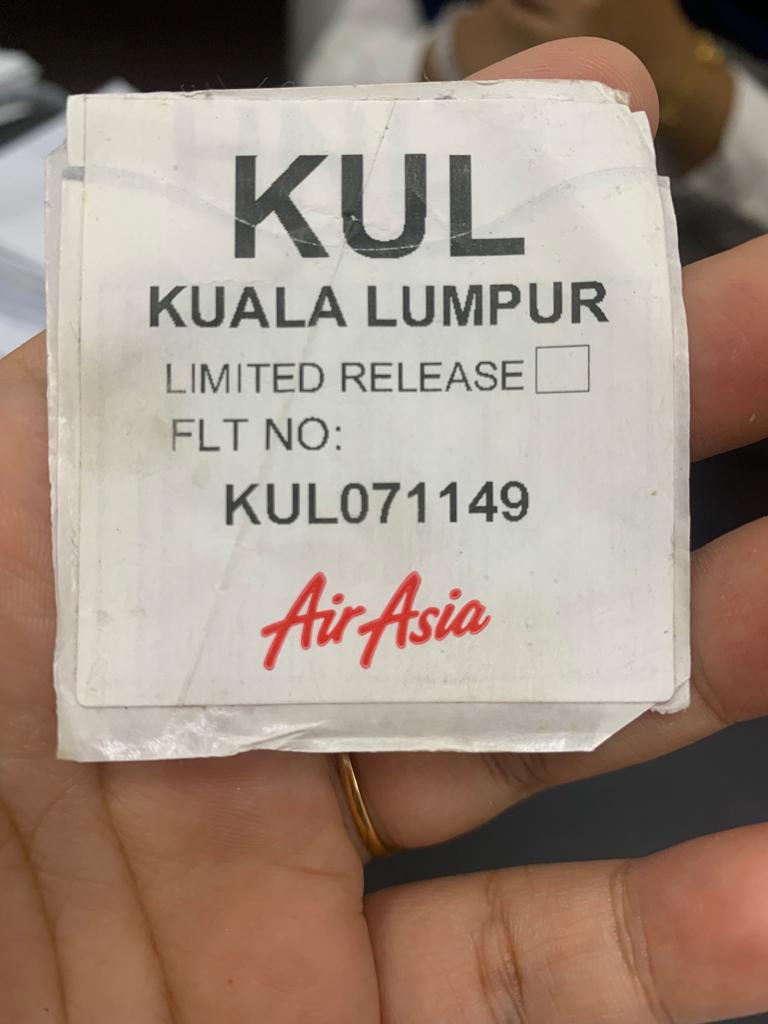 KUL
KUALA LUMPUR
LIMITED RELEASE
FLT NO:
KUL071149
AirAsia